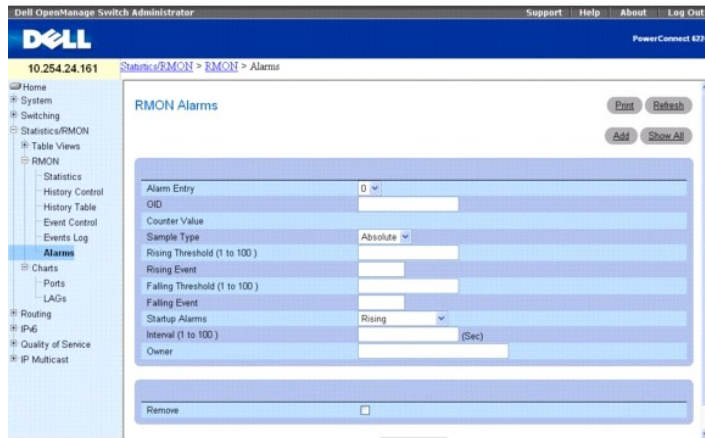 Dell OpenManage Switch Administrator
Support Help About Log Out
DELL
PowerConnect 622
10.254.24.161
Statistics/RMON > RMON > Alarms
Home
System
Switching
Statistics/RMON
Table Views
RMON
Statistics
History Control
History Table
Event Control
Events Log
Alarms
Charts
Ports
LAGs
Routing
IPv6
Quality of Service
IP Multicast
RMON Alarms
Print Refresh
Add Show All
Alarm Entry 0
OID
Counter Value
Sample Type Absolute
Rising Threshold (1 to 100 )
Rising Event
Falling Threshold (1 to 100 )
Falling Event
Startup Alarms Rising
Interval (1 to 100 ) (Sec)
Owner
Remove